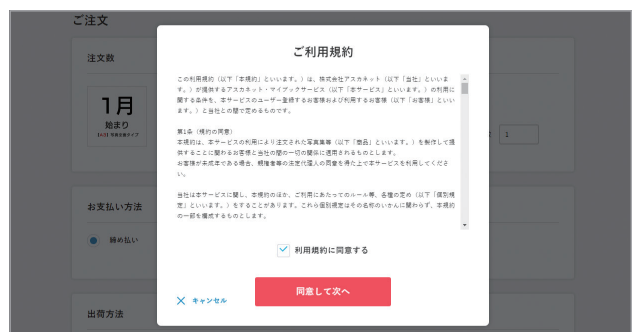 ご注文
注文数
1月
始まり
1
お支払い方法
締め払い
出荷方法
ご利用規約
この利用規約（以下「本規約」といいます。）は、株式会社アスカネット（以下「当社」といいま
す。）が提供するアスカネット・マイブックサービス（以下「本サービス」といいます。）の利用に
関する条件を、本サービスのユーザー登録するお客様および利用するお客様（以下「お客様」といい
ます。）と当社との間で定めるものです。
第1条（規約の同意）
本規約は、本サービスの利用により注文された写真集等（以下「商品」といいます。）を製作して提
供することに関わるお客様と当社の間の一切の関係に適用されるものとします。
お客様が未成年である場合、親権者等の法定代理人の同意を得た上で本サービスを利用してくださ
い。
当社は本サービスに関し、本規約のほか、ご利用にあたってのルール等、各種の定め（以下「個別規
定」といいます。）をすることがあります。これら個別規定はその名称のいかんに関わらず、本規約
の一部を構成するものとします。
利用規約に同意する
キャンセル
同意して次へ